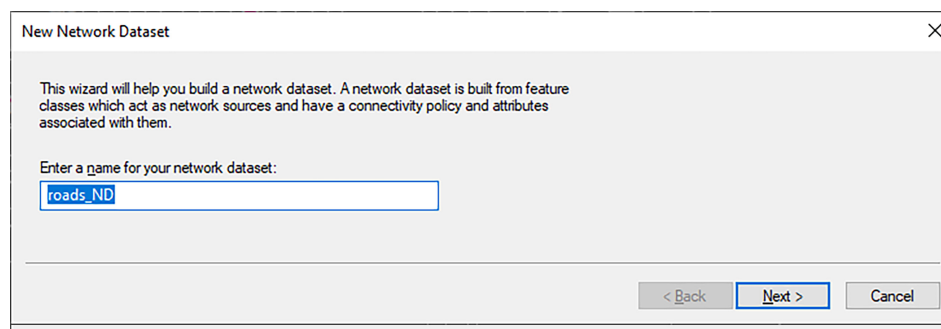 New Network Dataset
This wizard will help you build a network dataset. A network dataset is built from feature
classes which act as network sources and have a connectivity policy and attributes
associated with them.
Enter a name for your network dataset:
roads_ND
< Back Next > Cancel